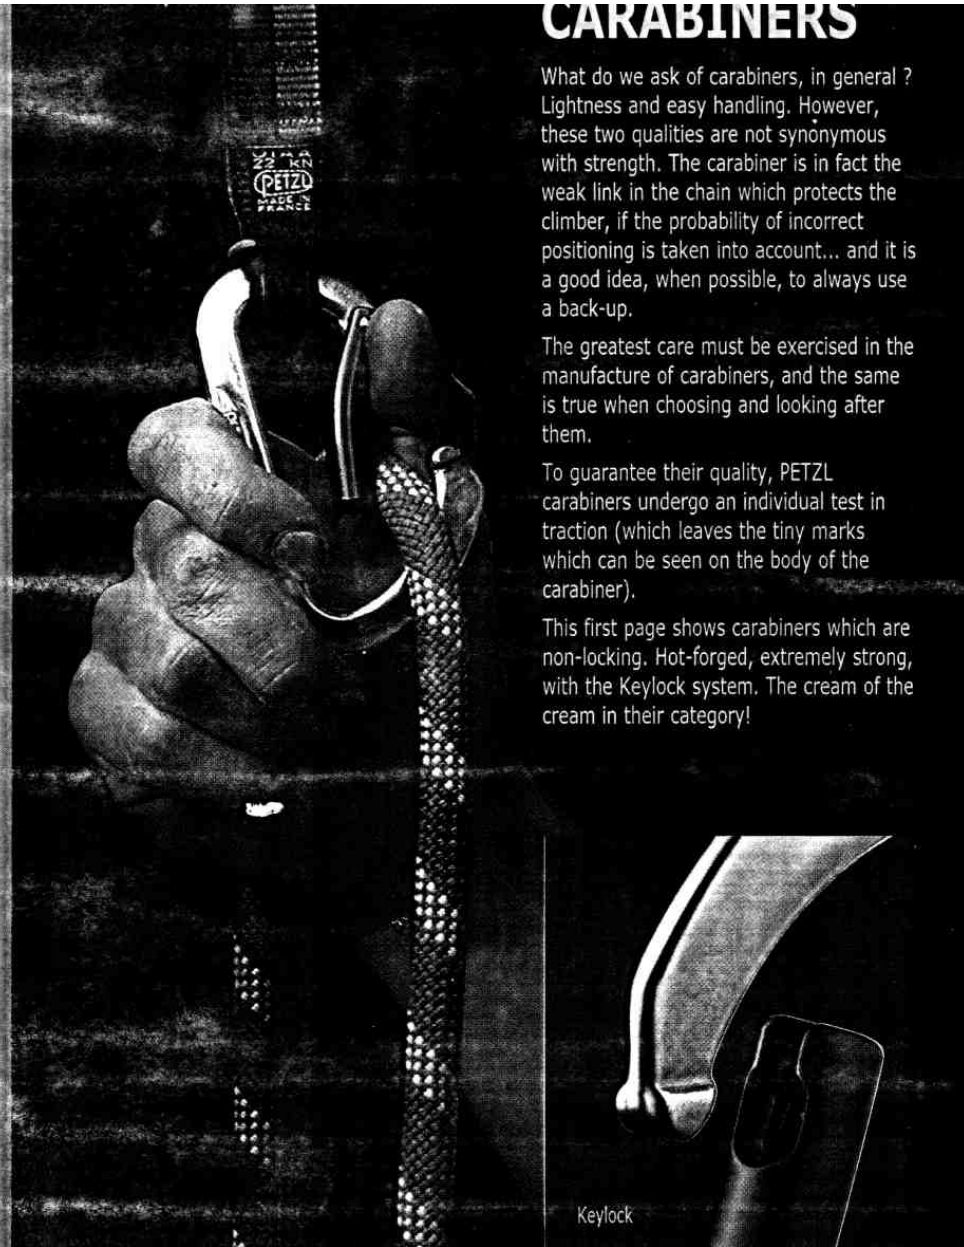 CARABINERS
What do we ask of carabiners, in general ?
Lightness and easy handling. However,
these two qualities are not synonymous
with strength. The carabiner is in fact the
weak link in the chain which protects the
climber, if the probability of incorrect
positioning is taken into account... and it is
a good idea, when possible, to always use
a back-up.
The greatest care must be exercised in the
manufacture of carabiners, and the same
is true when choosing and looking after
them.
To guarantee their quality, PETZL
carabiners undergo an individual test in
traction (which leaves the tiny marks
which can be seen on the body of the
carabiner).
This first page shows carabiners which are
non-locking. Hot-forged, extremely strong,
with the Keylock system. The cream of the
cream in their category!
UIAA
22 KN
PETZL
MADE IN
FRANCE
Keylock